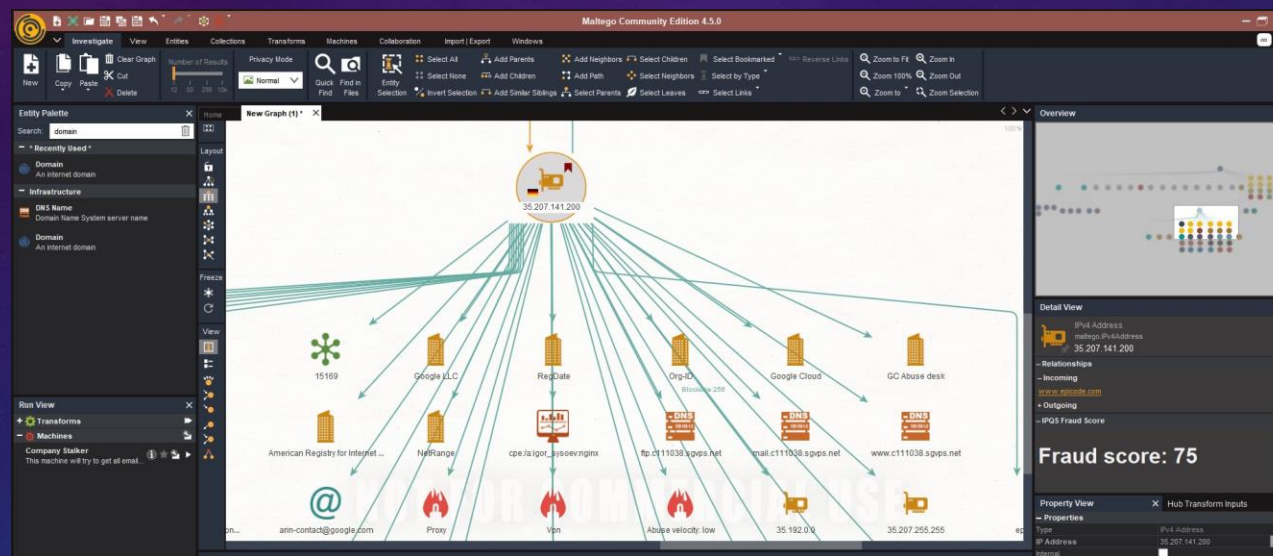 Maltego Community Edition 4.5.0
Investigate View Entities Collections Transforms Machines Collaboration Import | Export Windows
Clear Graph Number of Results Privacy Mode Select All Add Parents Add Neighbors Select Children Select Bookmarked Reverse Links Zoom to Fit Zoom In
Cut Normal Select None Add Children Add Path Select Neighbors Select by Type Zoom 100% Zoom Out
New Copy Paste Delete 12 50 255 10k Quick Find Find in Files Entity Selection Invert Selection Add Similar Siblings Select Parents Select Leaves Select Links Zoom to Zoom Selection
Entity Palette
Home New Graph (1) *
Overview
Search: domain
100%
* Recently Used *
Layout
Domain
An internet domain
Infrastructure
DNS Name
Domain Name System server name
Domain
An internet domain
Freeze
View
35.207.141.200
15169 Google LLC RegDate Org-ID Google Cloud GC Abuse desk
American Registry for Internet ... NetRange cpe:/a:igor_sysoev:nginx ftp.c111038.sgvps.net mail.c111038.sgvps.net www.c111038.sgvps.net
arin-contact@google.com Proxy Vpn Abuse velocity: low 35.192.0.0 35.207.255.255
NOT FOR COMMERCIAL USE
Detail View
IPv4 Address
maltego.IPv4Address
35.207.141.200
– Relationships
– Incoming
www.epicode.com
+ Outgoing
– IPQS Fraud Score
Fraud score: 75
Run View
Transforms
Machines
Company Stalker
This machine will try to get all email...
Property View Hub Transform Inputs
– Properties
Type IPv4 Address
IP Address 35.207.141.200
Internal